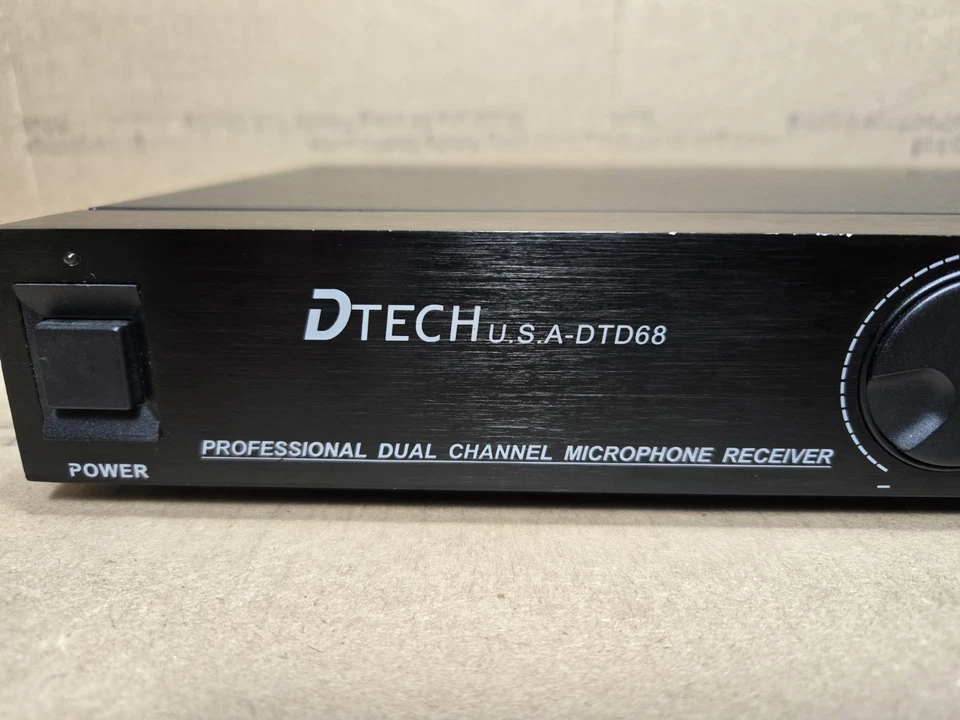 DTECH U.S.A-DTD68
PROFESSIONAL DUAL CHANNEL MICROPHONE RECEIVER
POWER